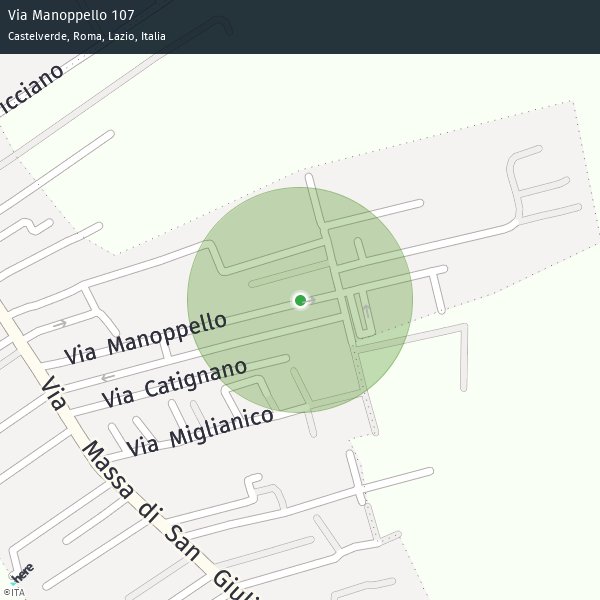 Via Manoppello 107
Castelverde, Roma, Lazio, Italia
icciano
Via Manoppello
Via Catignano
Via Miglianico
Via Massa di San Giuli
here
©ITA